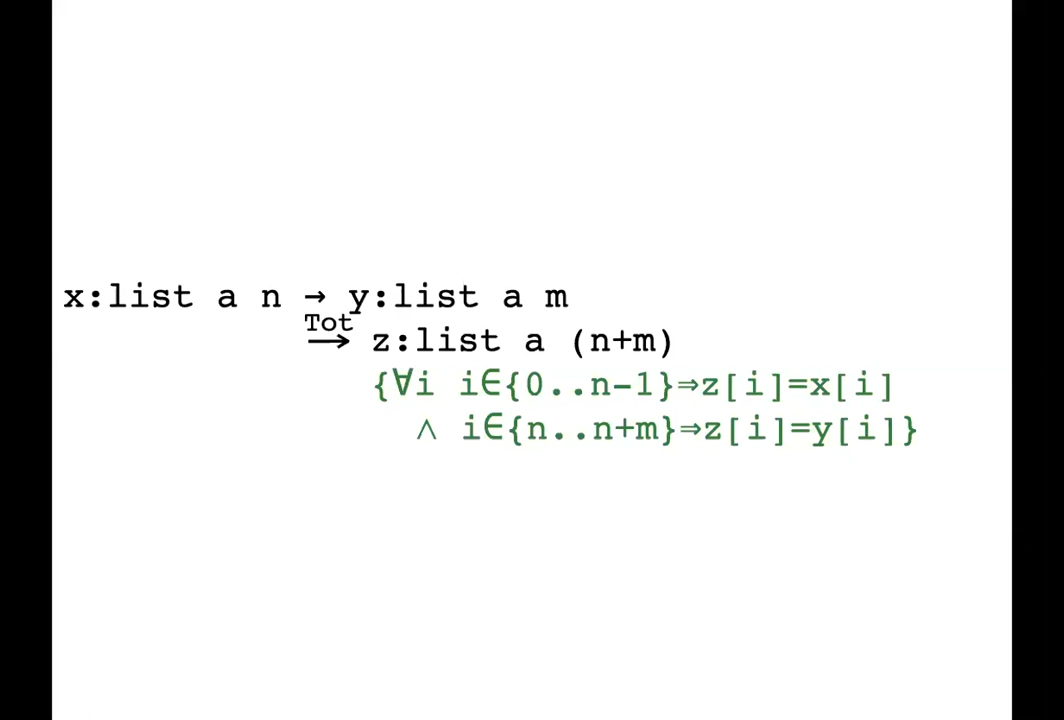 x:list a n → y:list a m
Tot
⟶ z:list a (n+m)
{∀i i∈{0..n-1}⇒z[i]=x[i]
∧ i∈{n..n+m}⇒z[i]=y[i]}